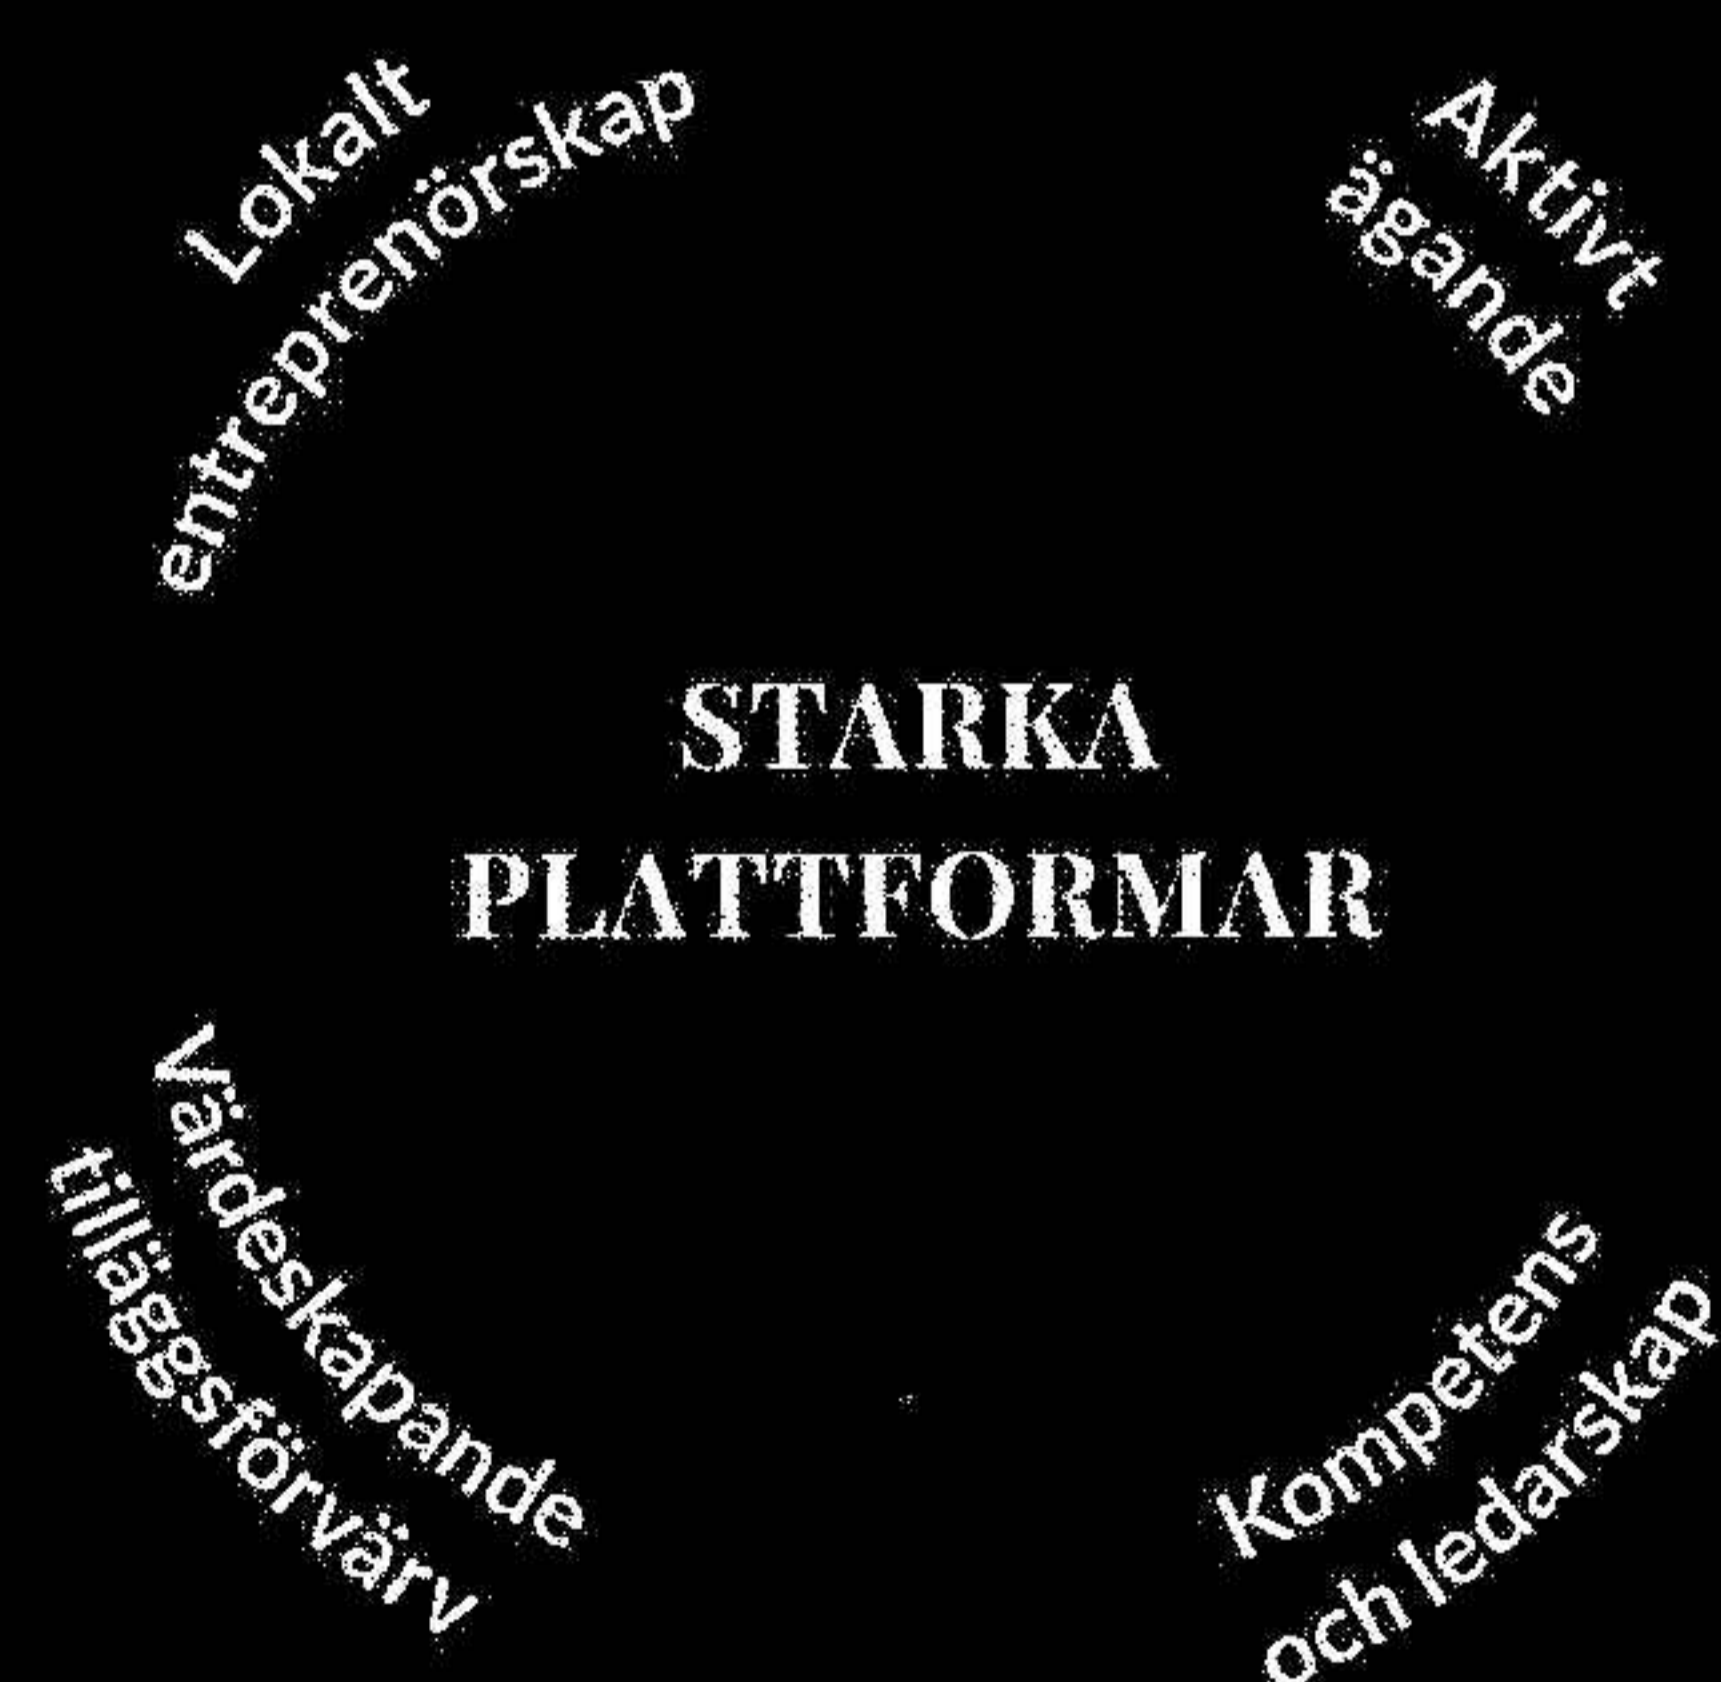 Lokalt
entreprenörskap
Aktivt
ägande
STARKA
PLATTFORMAR
Värdeskapande
tilläggsförvärv
Kompetens
och ledarskap